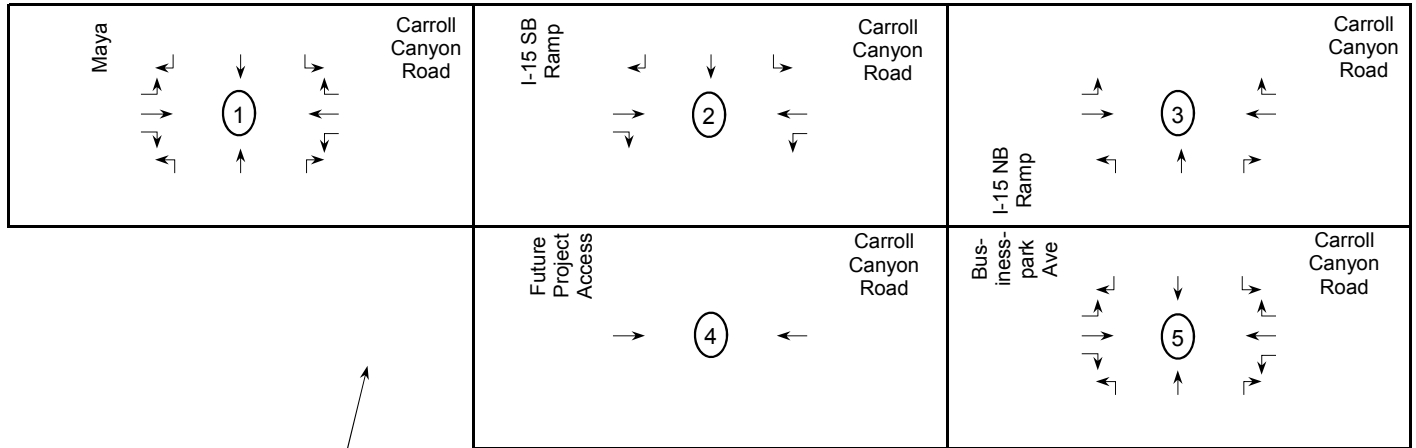 Maya
Carroll
Canyon
Road
1
I-15 SB
Ramp
Carroll
Canyon
Road
2
I-15 NB
Ramp
Carroll
Canyon
Road
3
Future
Project
Access
Carroll
Canyon
Road
4
Bus-
iness-
park
Ave
Carroll
Canyon
Road
5